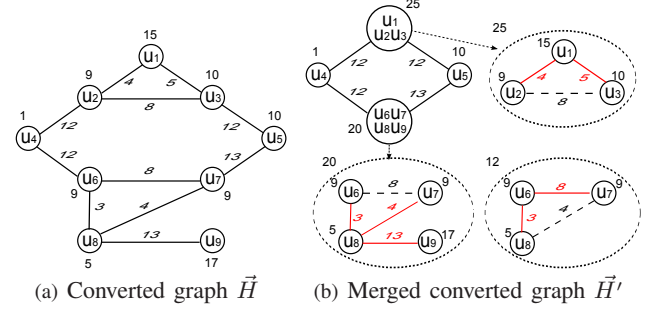 15
u1
4 5
9 10
u2 u3
8
1 12 12 10
u4 u5
12 13
u6 8 u7
9 9
3 4
u8 13 u9
5 17
(a) Converted graph H⃗
25
u1
u2u3
1 12 12 10
u4 u5
12 13
u6u7
20 u8u9
25
15 u1
9 4 5 10
u2 u3
8
20
9 9
u6 8 u7
3 4
5 u8 13 u9 17
12
9 9
u6 8 u7
3 4
5 u8
(b) Merged converted graph H⃗′